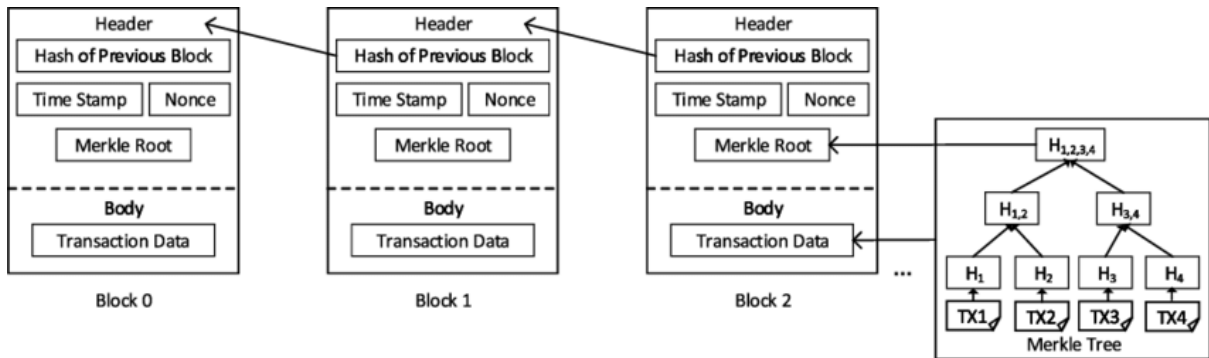 Header
Hash of Previous Block
Time Stamp
Nonce
Merkle Root
Body
Transaction Data
Block 0
Header
Hash of Previous Block
Time Stamp
Nonce
Merkle Root
Body
Transaction Data
Block 1
Header
Hash of Previous Block
Time Stamp
Nonce
Merkle Root
Body
Transaction Data
Block 2
...
H1,2,3,4
H1,2
H3,4
H1
H2
H3
H4
TX1
TX2
TX3
TX4
Merkle Tree